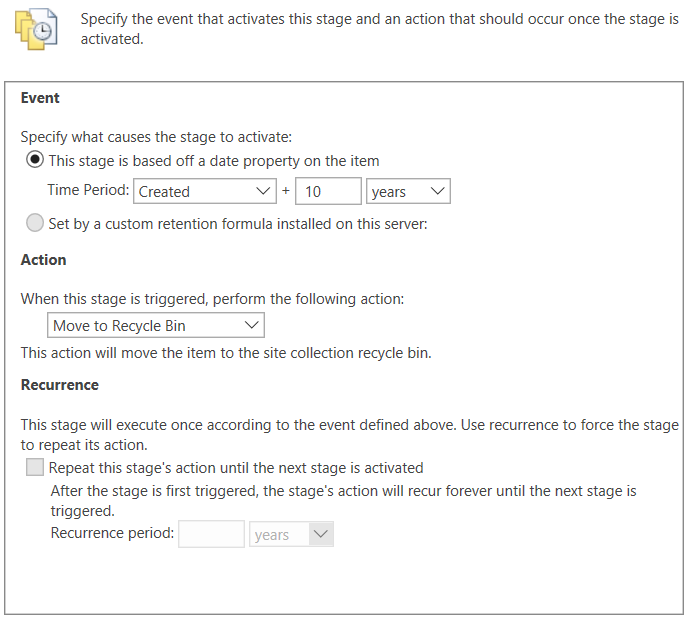 Specify the event that activates this stage and an action that should occur once the stage is
activated.
Event
Specify what causes the stage to activate:
This stage is based off a date property on the item
Time Period: Created + 10 years
Set by a custom retention formula installed on this server:
Action
When this stage is triggered, perform the following action:
Move to Recycle Bin
This action will move the item to the site collection recycle bin.
Recurrence
This stage will execute once according to the event defined above. Use recurrence to force the stage
to repeat its action.
Repeat this stage's action until the next stage is activated
After the stage is first triggered, the stage's action will recur forever until the next stage is
triggered.
Recurrence period: years